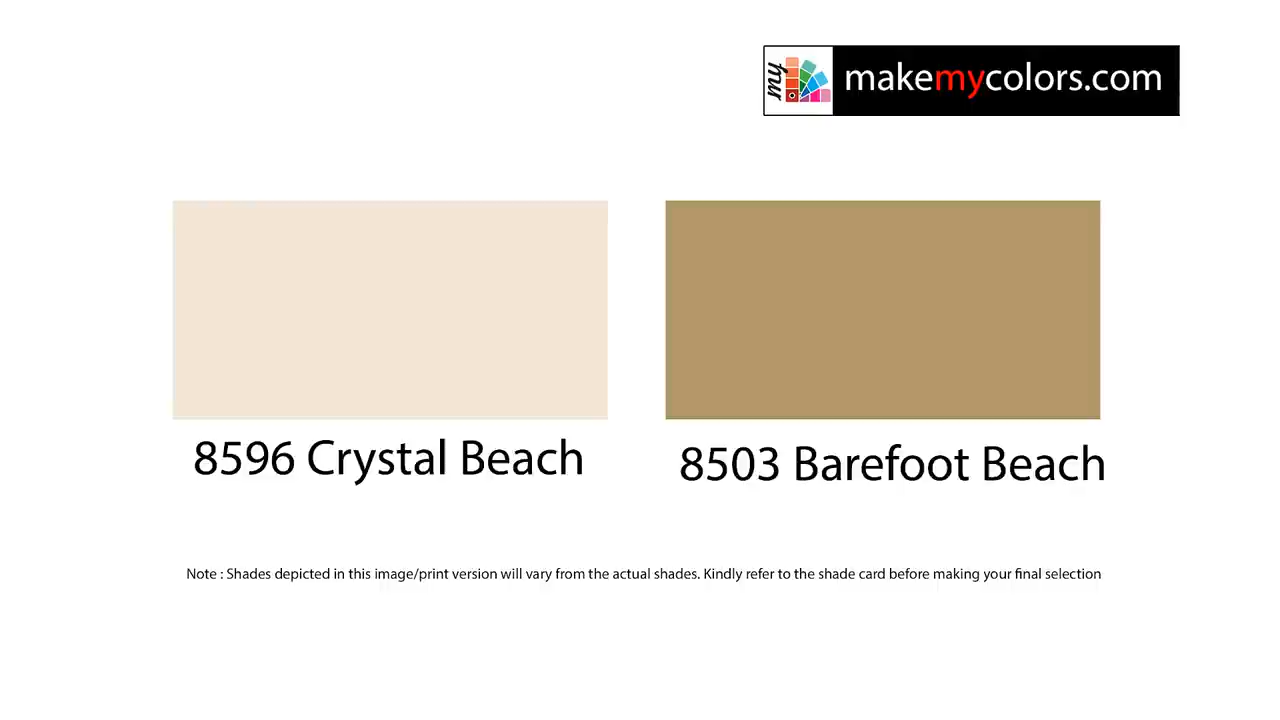 my makemycolors.com
8596 Crystal Beach
8503 Barefoot Beach
Note : Shades depicted in this image/print version will vary from the actual shades. Kindly refer to the shade card before making your final selection